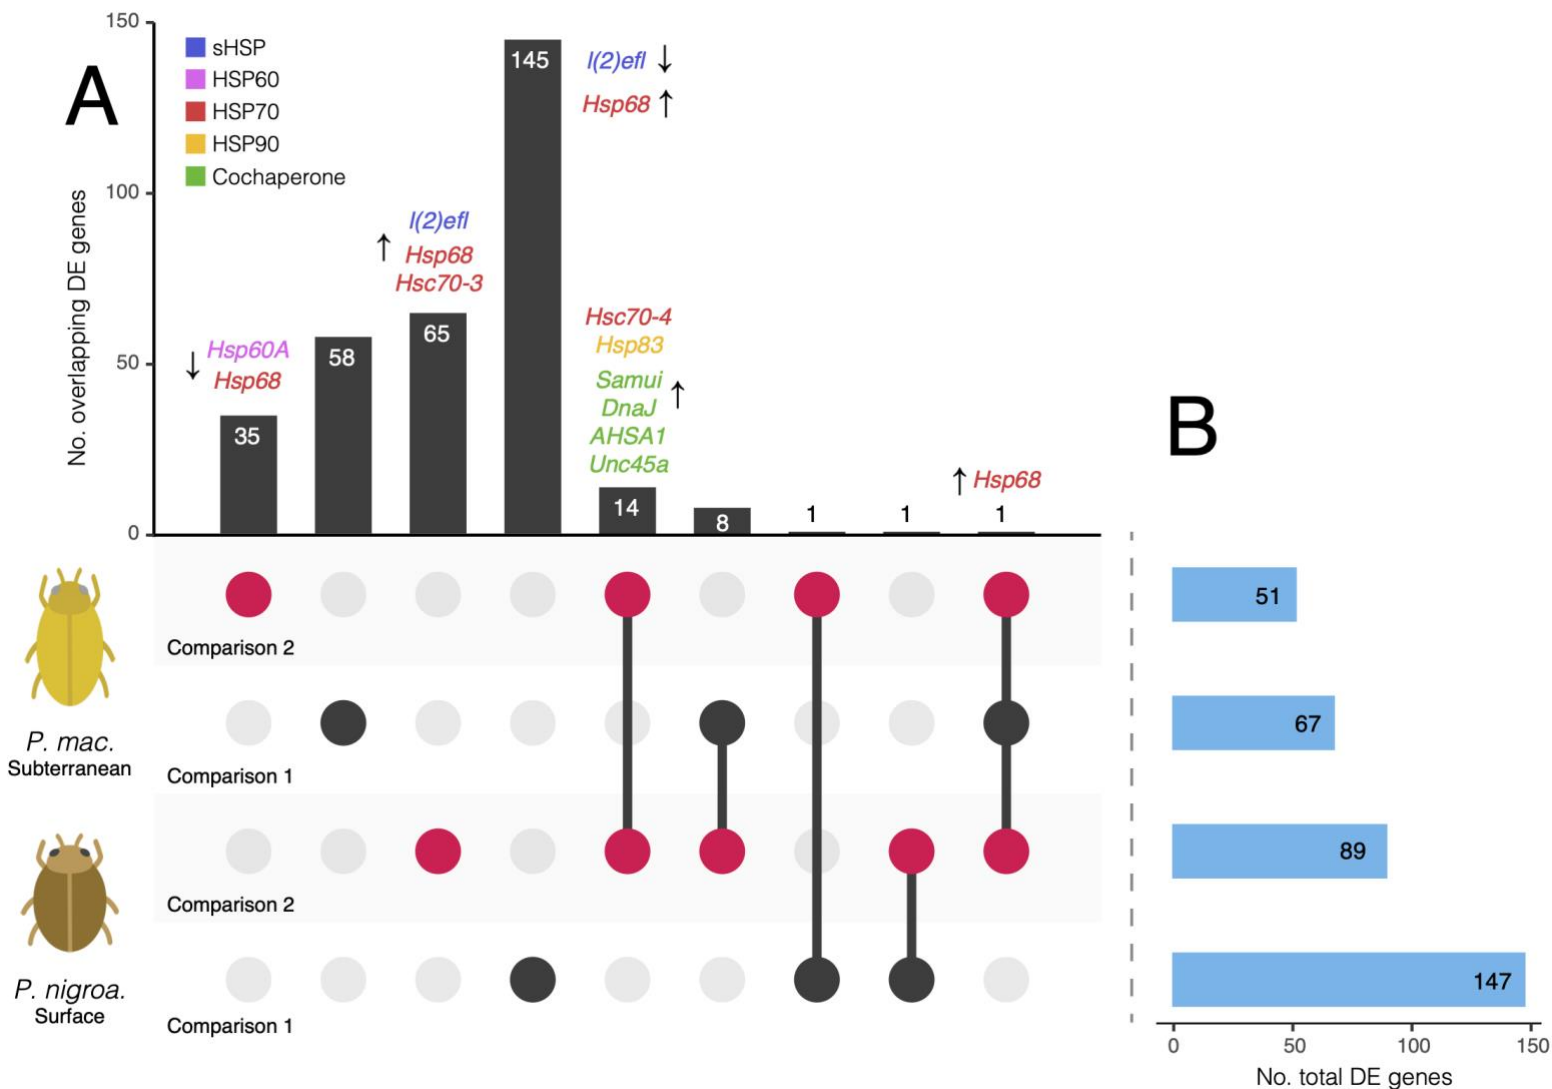 A
150
100
50
0
No. overlapping DE genes
sHSP
HSP60
HSP70
HSP90
Cochaperone
↓ Hsp60A
Hsp68
35
58
↑ l(2)efl
Hsp68
Hsc70-3
65
145
l(2)efl ↓
Hsp68 ↑
Hsc70-4
Hsp83
Samui ↑
DnaJ
AHSA1
Unc45a
14
8
1
1
↑ Hsp68
1
Comparison 2
Comparison 1
P. mac.
Subterranean
Comparison 2
Comparison 1
P. nigroa.
Surface
B
51
67
89
147
0 50 100 150
No. total DE genes